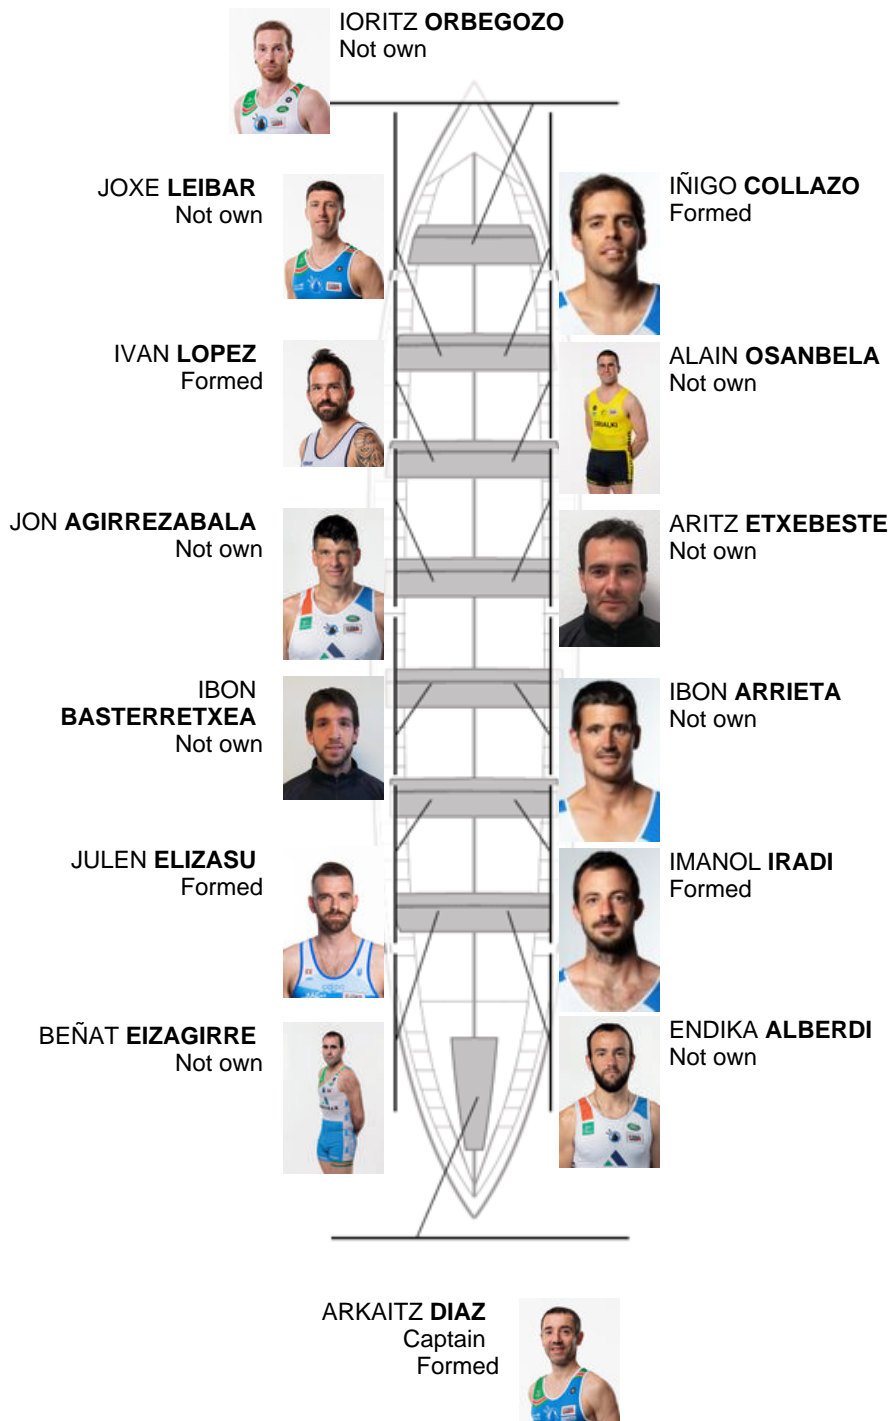 IORITZ ORBEGOZO
Not own
JOXE LEIBAR
Not own
IÑIGO COLLAZO
Formed
IVAN LOPEZ
Formed
ALAIN OSANBELA
Not own
JON AGIRREZABALA
Not own
ARITZ ETXEBESTE
Not own
IBON
BASTERRETXEA
Not own
IBON ARRIETA
Not own
JULEN ELIZASU
Formed
IMANOL IRADI
Formed
BEÑAT EIZAGIRRE
Not own
ENDIKA ALBERDI
Not own
ARKAITZ DIAZ
Captain
Formed